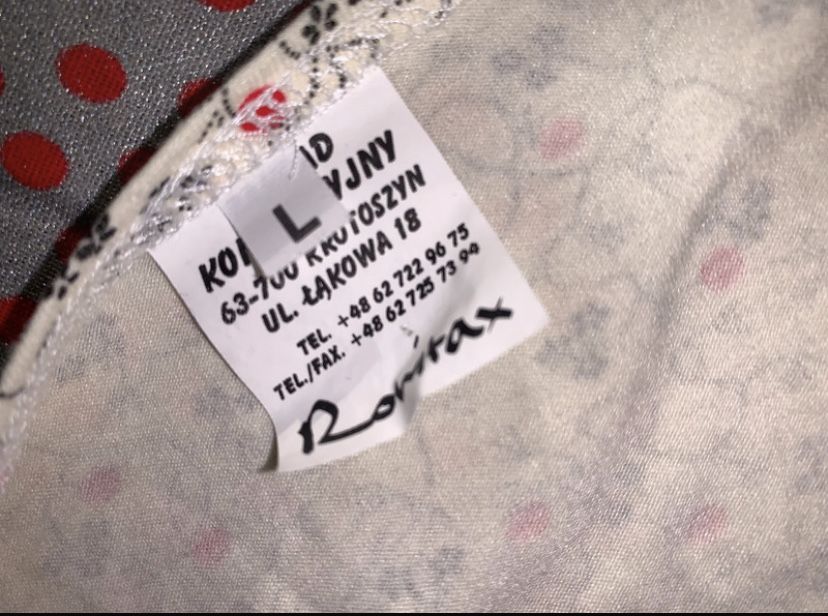 L
63-700 KROTOSZYN
UL. ŁĄKOWA 18
TEL. +48 62 722 96 75
TEL./FAX. +48 62 725 73 94